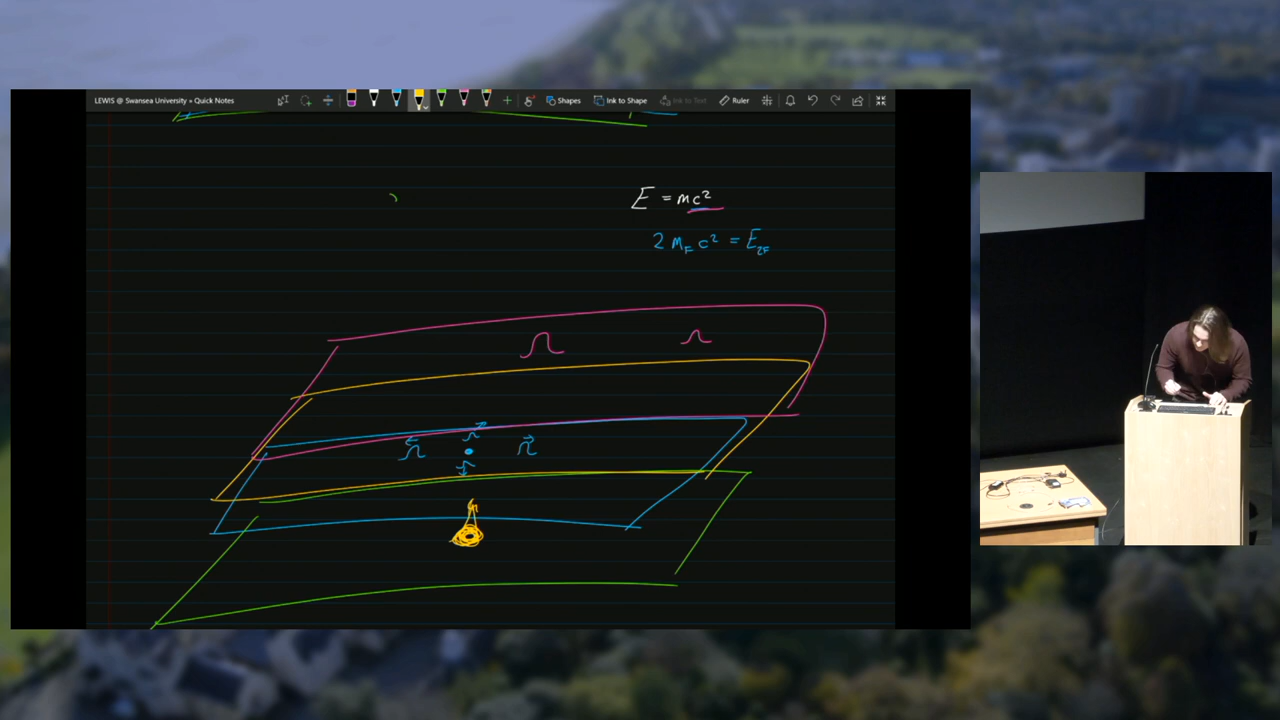 LEWIS @ Swansea University » Quick Notes
Shapes
Ink to Shape
Ink to Text
Ruler
E = mc²
2 m_F c² = E_2F